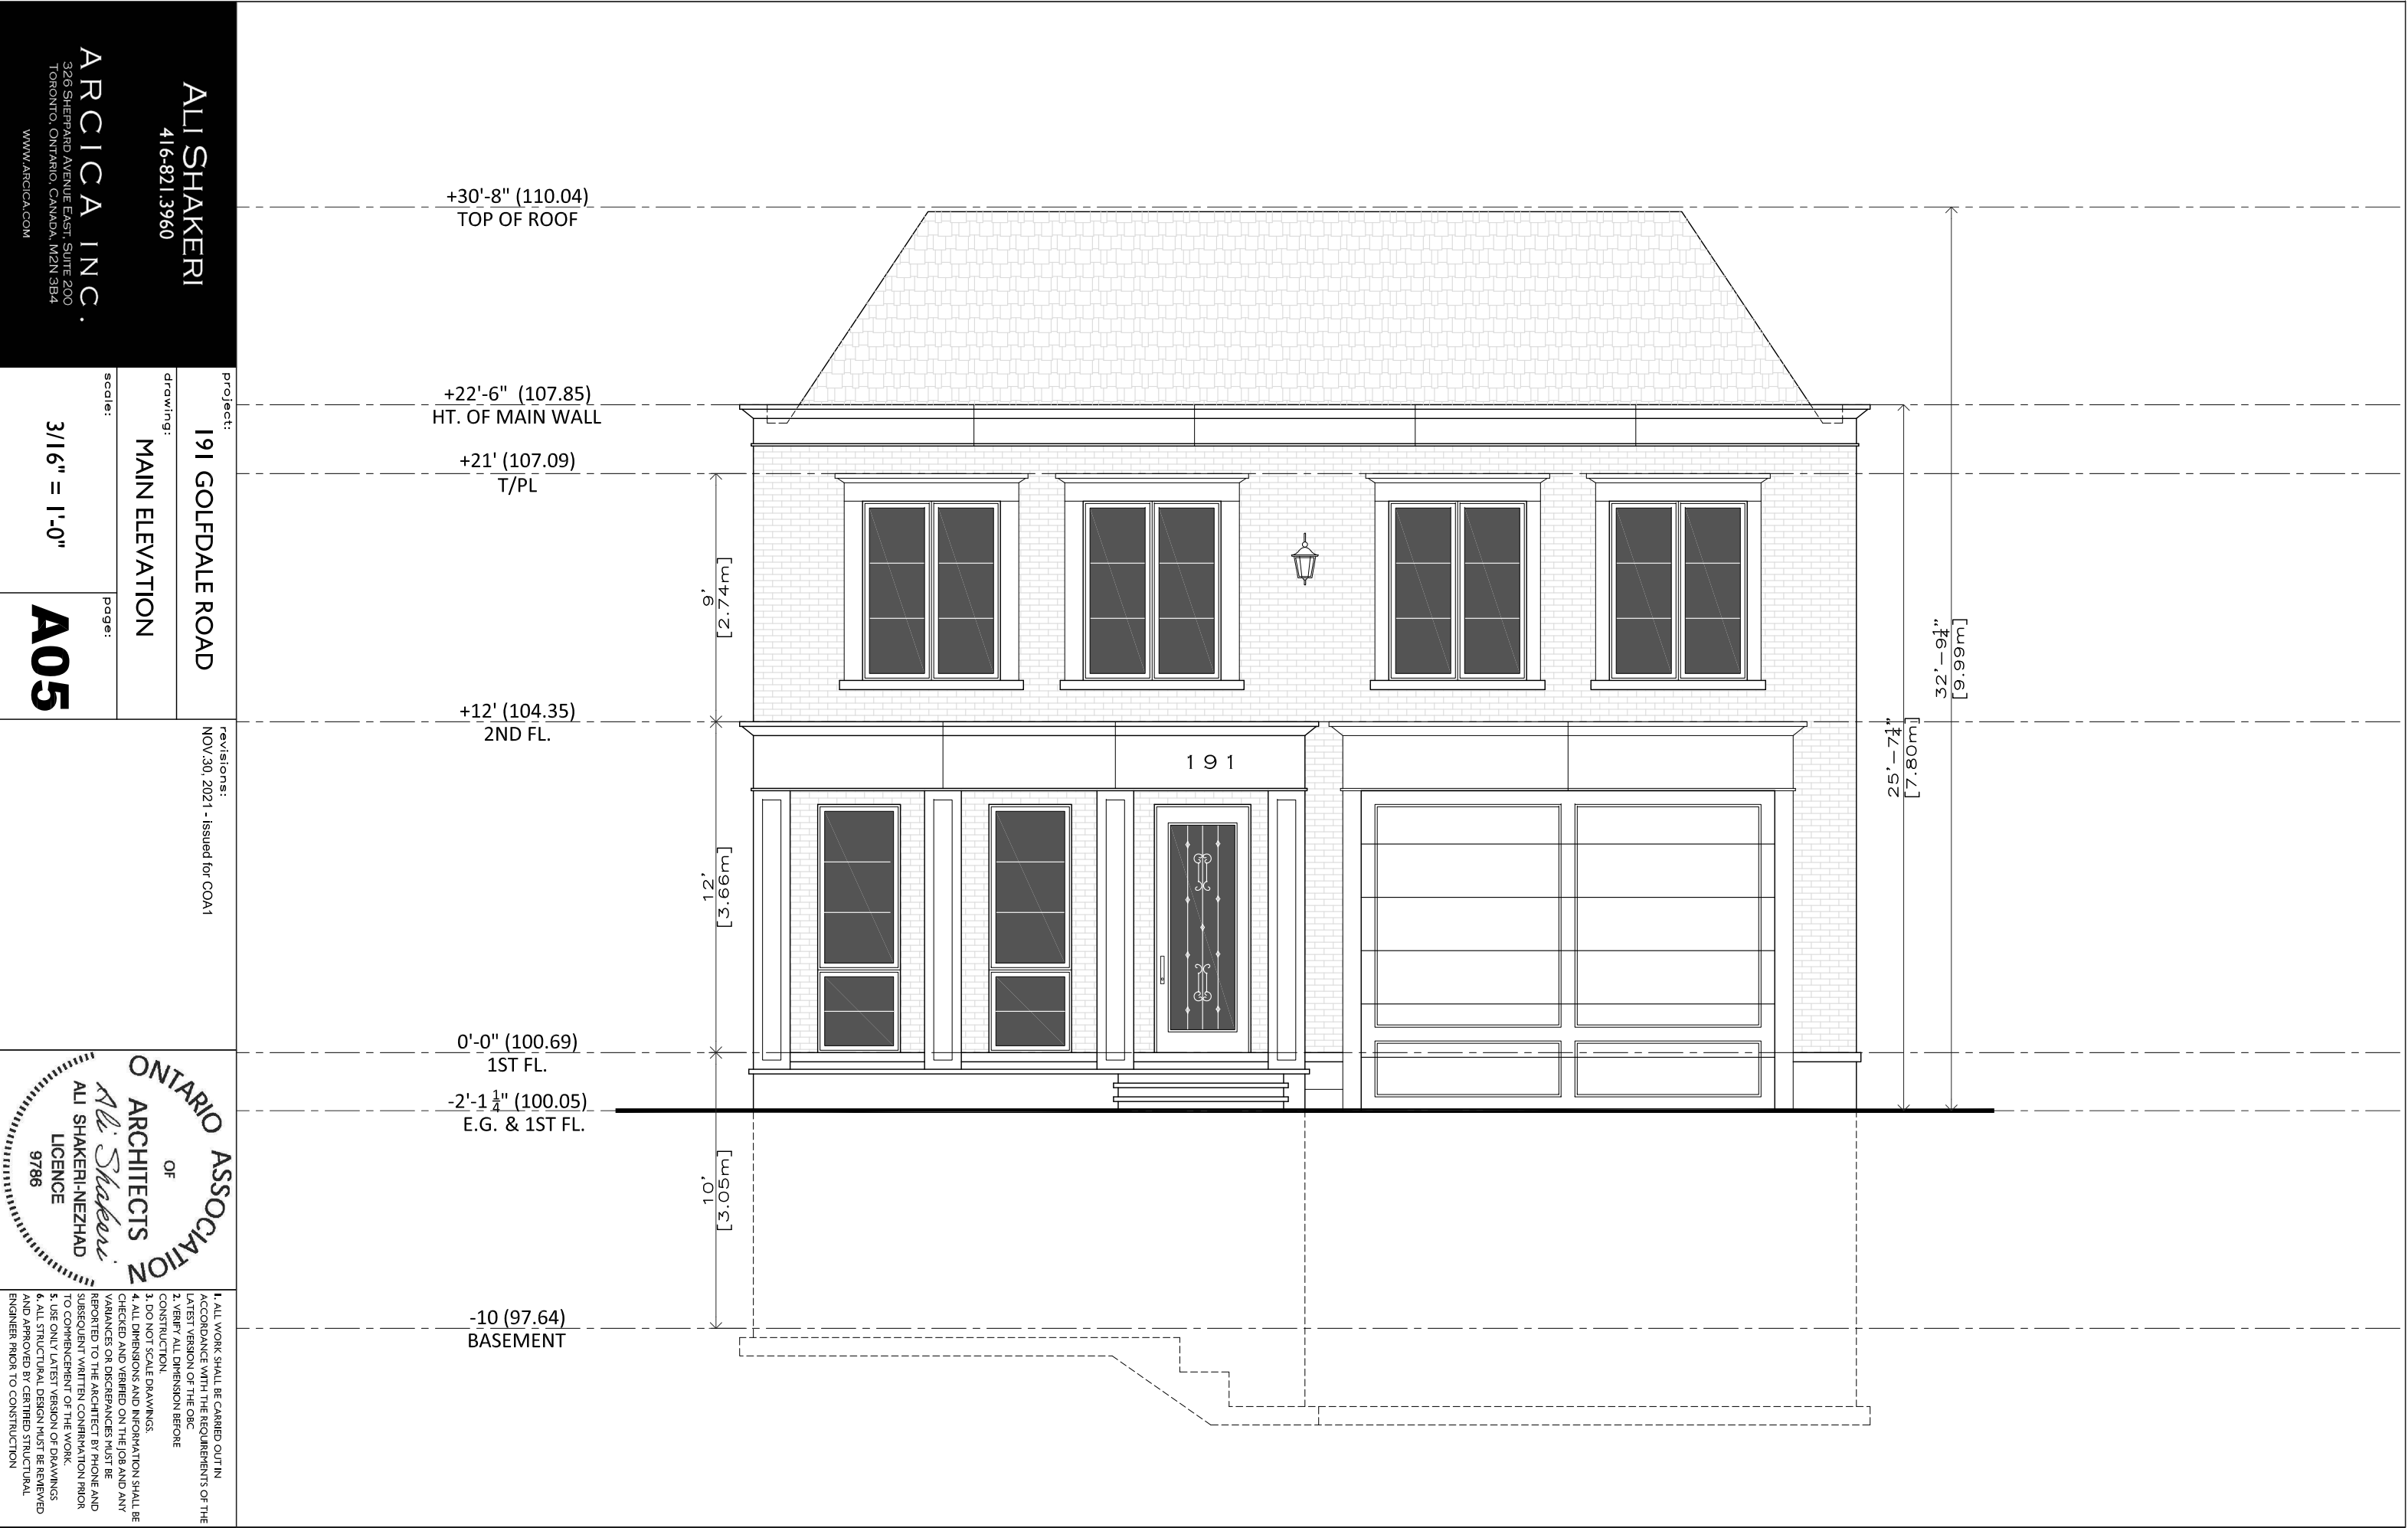 ALI SHAKERI
416-821.3960
ARCICA INC.
326 SHEPPARD AVENUE EAST, SUITE 200
TORONTO, ONTARIO, CANADA, M2N 3B4
WWW.ARCICA.COM
project:
191 GOLFDALE ROAD
drawing:
MAIN ELEVATION
scale:
3/16" = 1'-0"
page:
A05
revisions:
NOV.30, 2021 - issued for COA1
ONTARIO ASSOCIATION
OF
ARCHITECTS
Ali Shakeri
ALI SHAKERI-NEZHAD
LICENCE
9786
1. ALL WORK SHALL BE CARRIED OUT IN
ACCORDANCE WITH THE REQUIREMENTS OF THE
LATEST VERSION OF THE OBC
2. VERIFY ALL DIMENSION BEFORE
CONSTRUCTION.
3. DO NOT SCALE DRAWINGS.
4. ALL DIMENSIONS AND INFORMATION SHALL BE
CHECKED AND VERIFIED ON THE JOB AND ANY
VARIANCES OR DISCREPANCIES MUST BE
REPORTED TO THE ARCHITECT BY PHONE AND
SUBSEQUENT WRITTEN CONFIRMATION PRIOR
TO COMMENCEMENT OF THE WORK.
5. USE ONLY LATEST VERSION OF DRAWINGS
6. ALL STRUCTURAL DESIGN MUST BE REVIEWED
AND APPROVED BY CERTIFIED STRUCTURAL
ENGINEER PRIOR TO CONSTRUCTION
+30'-8" (110.04)
TOP OF ROOF
+22'-6" (107.85)
HT. OF MAIN WALL
+21' (107.09)
T/PL
+12' (104.35)
2ND FL.
0'-0" (100.69)
1ST FL.
-2'-1 1/4" (100.05)
E.G. & 1ST FL.
-10 (97.64)
BASEMENT
9'
[2.74m]
12'
[3.66m]
10'
[3.05m]
191
25'-7 1/4"
[7.80m]
32'-9 1/4"
[9.99m]